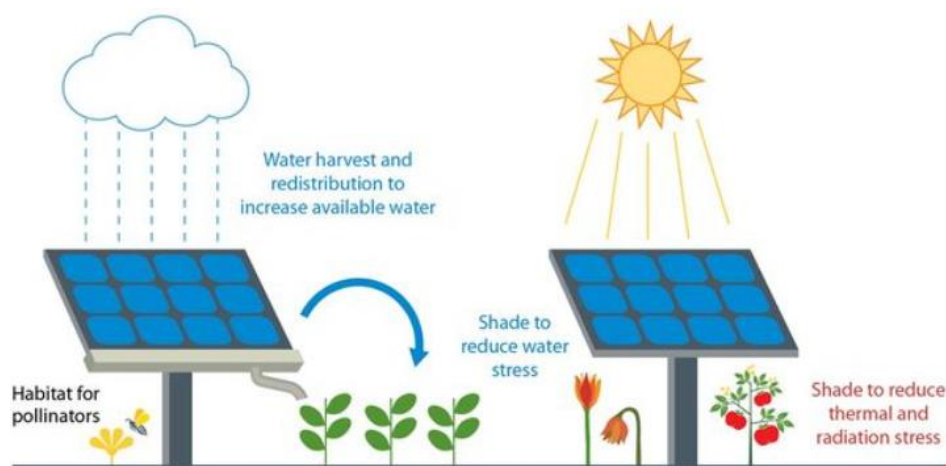 Water harvest and
redistribution to
increase available water
Shade to
reduce water
stress
Habitat for
pollinators
Shade to reduce
thermal and
radiation stress